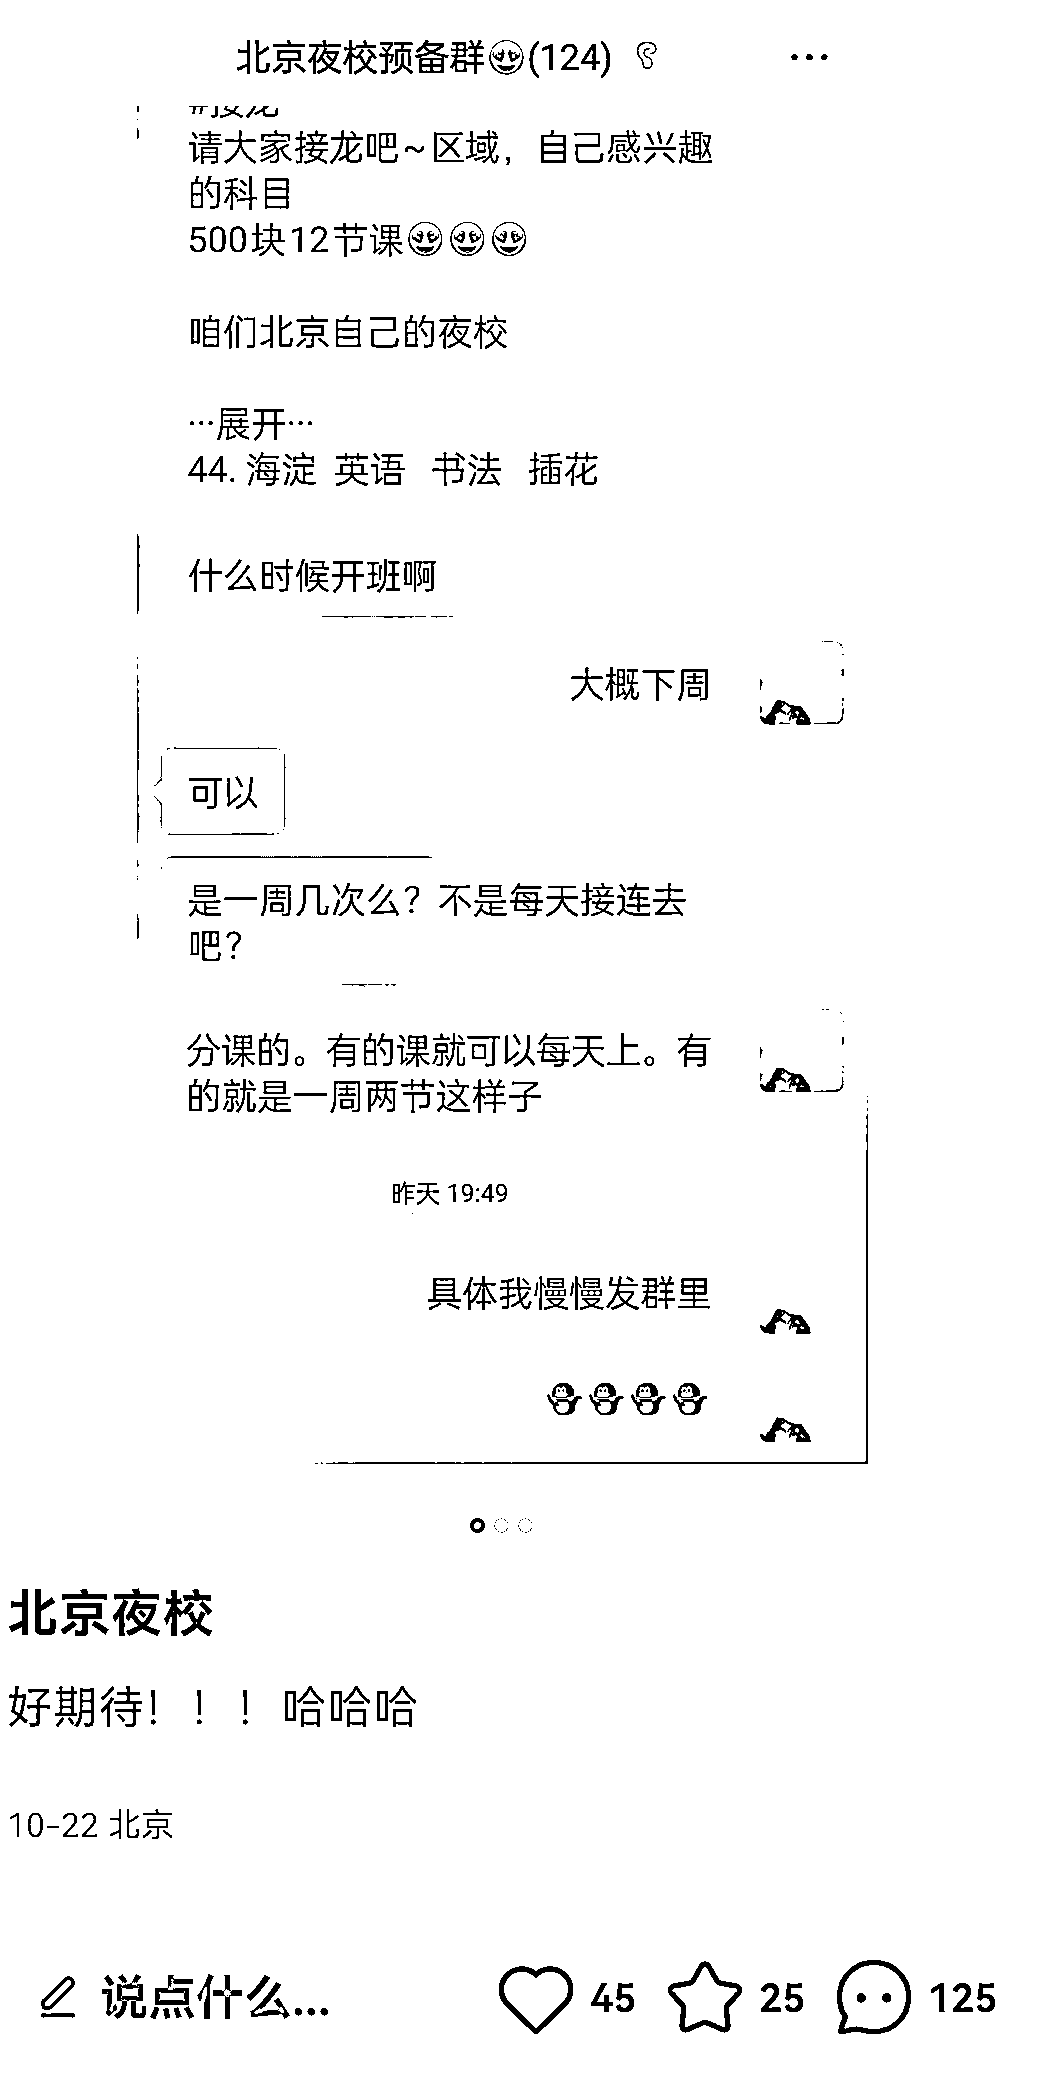 北京夜校预备群(124)
#接龙
请大家接龙吧~区域，自己感兴趣
的科目
500块12节课
咱们北京自己的夜校
···展开···
44. 海淀 英语 书法 插花
什么时候开班啊
大概下周
可以
是一周几次么？不是每天接连去
吧？
分课的。有的课就可以每天上。有
的就是一周两节这样子
昨天 19:49
具体我慢慢发群里
北京夜校
好期待！！！哈哈哈
10-22 北京
说点什么...
45
25
125